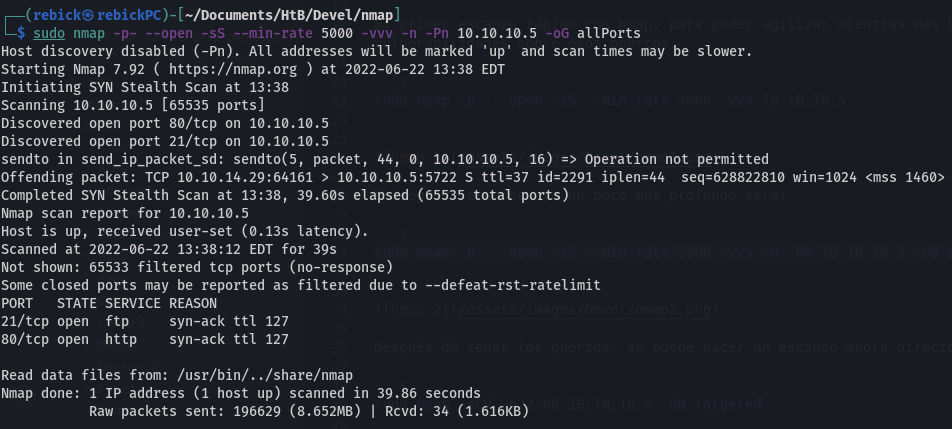 ┌──(rebick㉿rebickPC)-[~/Documents/HtB/Devel/nmap]
└─$ sudo nmap -p- --open -sS --min-rate 5000 -vvv -n -Pn 10.10.10.5 -oG allPorts
Host discovery disabled (-Pn). All addresses will be marked 'up' and scan times may be slower.
Starting Nmap 7.92 ( https://nmap.org ) at 2022-06-22 13:38 EDT
Initiating SYN Stealth Scan at 13:38
Scanning 10.10.10.5 [65535 ports]
Discovered open port 80/tcp on 10.10.10.5
Discovered open port 21/tcp on 10.10.10.5
sendto in send_ip_packet_sd: sendto(5, packet, 44, 0, 10.10.10.5, 16) => Operation not permitted
Offending packet: TCP 10.10.14.29:64161 > 10.10.10.5:5722 S ttl=37 id=2291 iplen=44  seq=628822810 win=1024 <mss 1460>
Completed SYN Stealth Scan at 13:38, 39.60s elapsed (65535 total ports)
Nmap scan report for 10.10.10.5
Host is up, received user-set (0.13s latency).
Scanned at 2022-06-22 13:38:12 EDT for 39s
Not shown: 65533 filtered tcp ports (no-response)
Some closed ports may be reported as filtered due to --defeat-rst-ratelimit
PORT   STATE SERVICE REASON
21/tcp open  ftp     syn-ack ttl 127
80/tcp open  http    syn-ack ttl 127
Read data files from: /usr/bin/../share/nmap
Nmap done: 1 IP address (1 host up) scanned in 39.86 seconds
Raw packets sent: 196629 (8.652MB) | Rcvd: 34 (1.616KB)